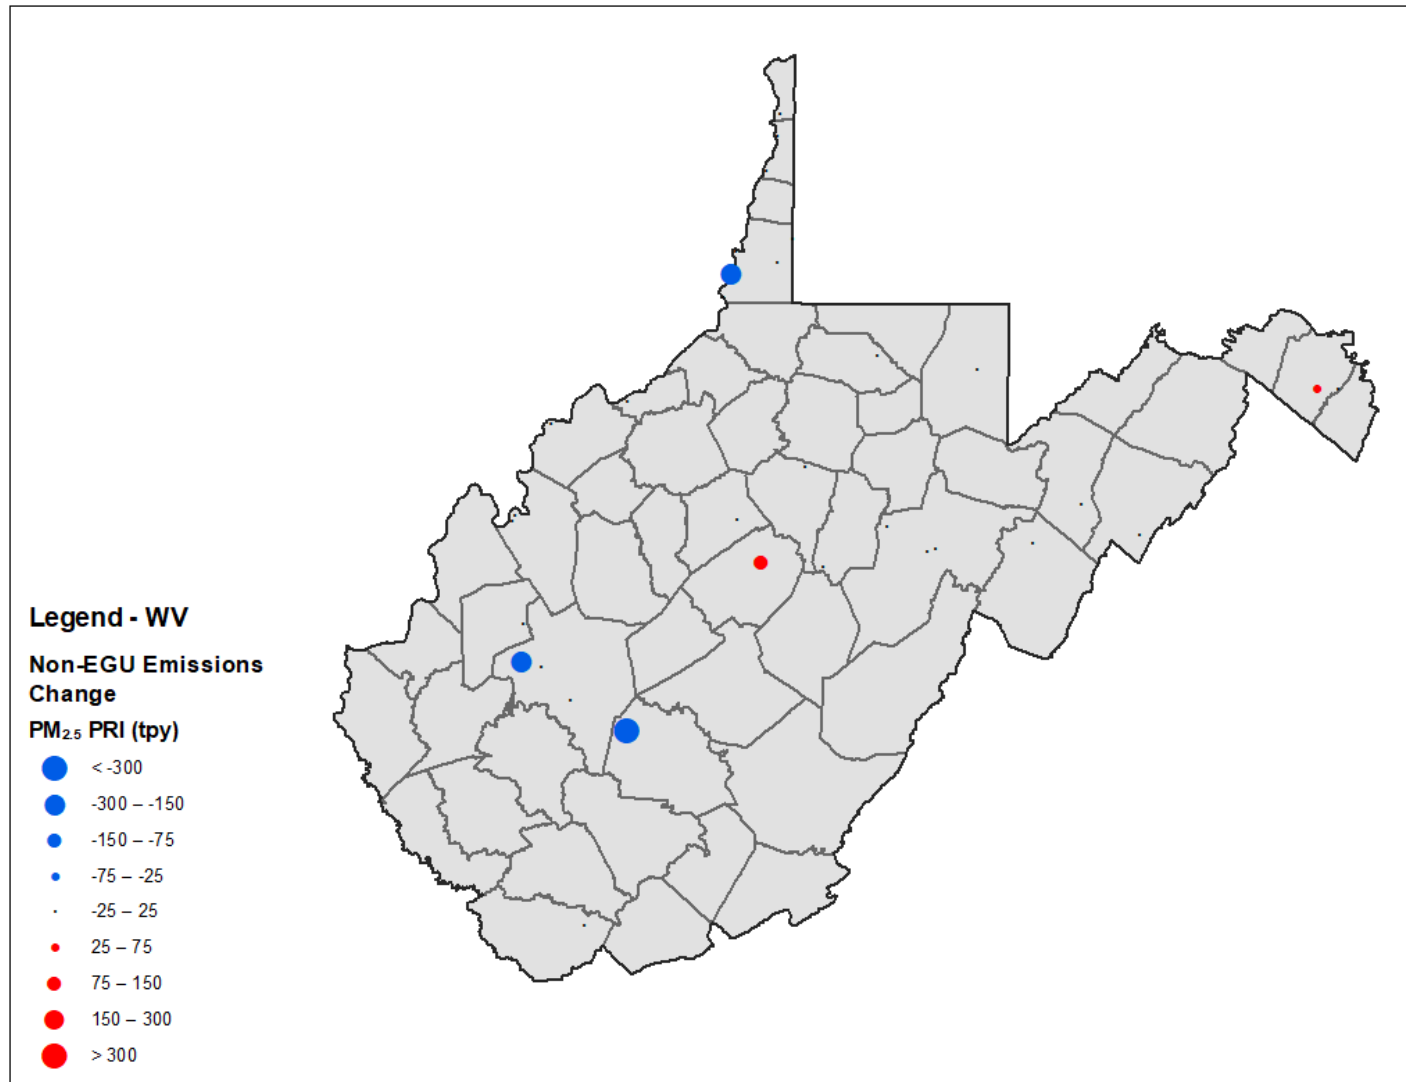 Legend - WV
Non-EGU Emissions
Change
PM₂.₅ PRI (tpy)
< -300
-300 – -150
-150 – -75
-75 – -25
-25 – 25
25 – 75
75 – 150
150 – 300
> 300